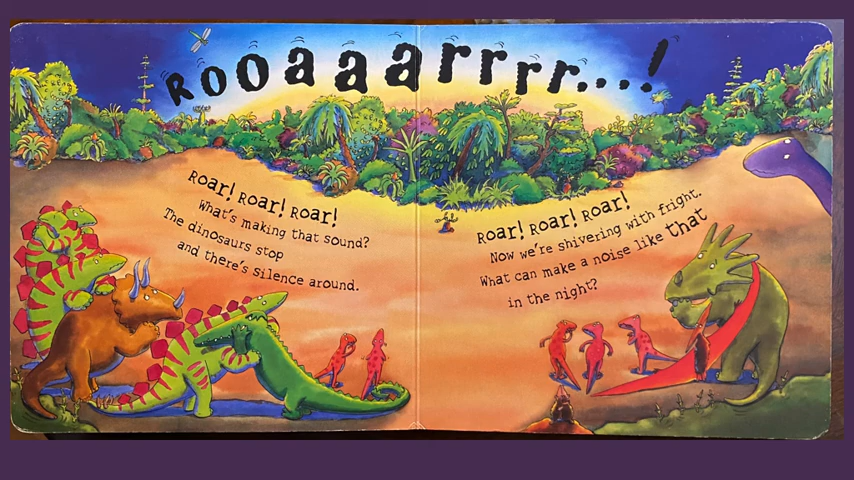 Rooaaarrrr...!
Roar! Roar! Roar!
What's making that sound?
The dinosaurs stop
and there's silence around.
Roar! Roar! Roar!
Now we're shivering with fright.
What can make a noise like that
in the night?